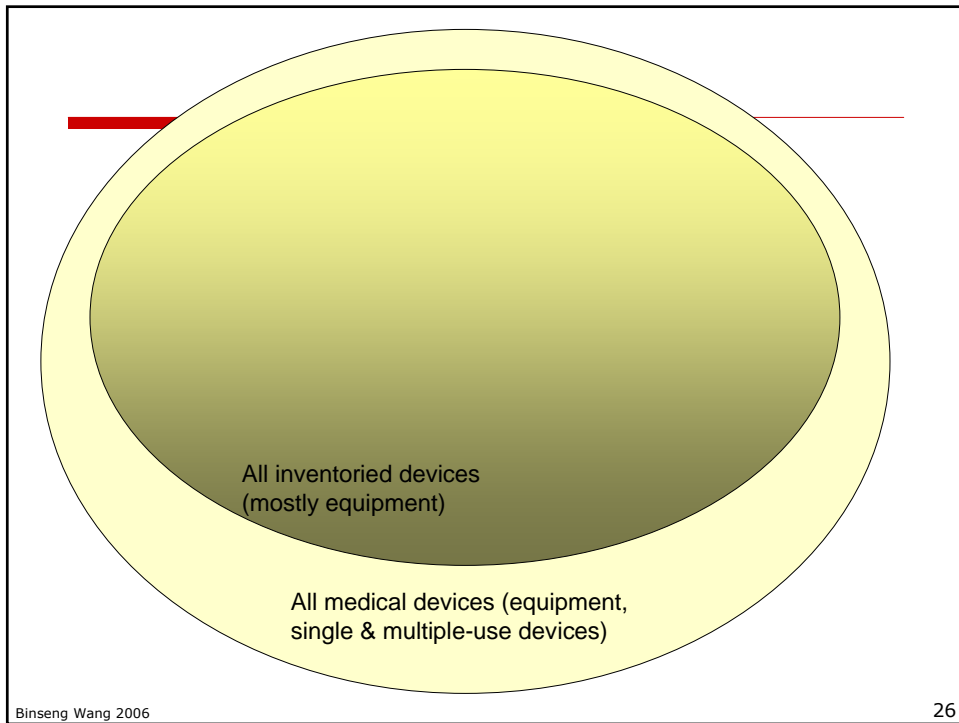 All inventoried devices
(mostly equipment)
All medical devices (equipment,
single & multiple-use devices)
Binseng Wang 2006
26